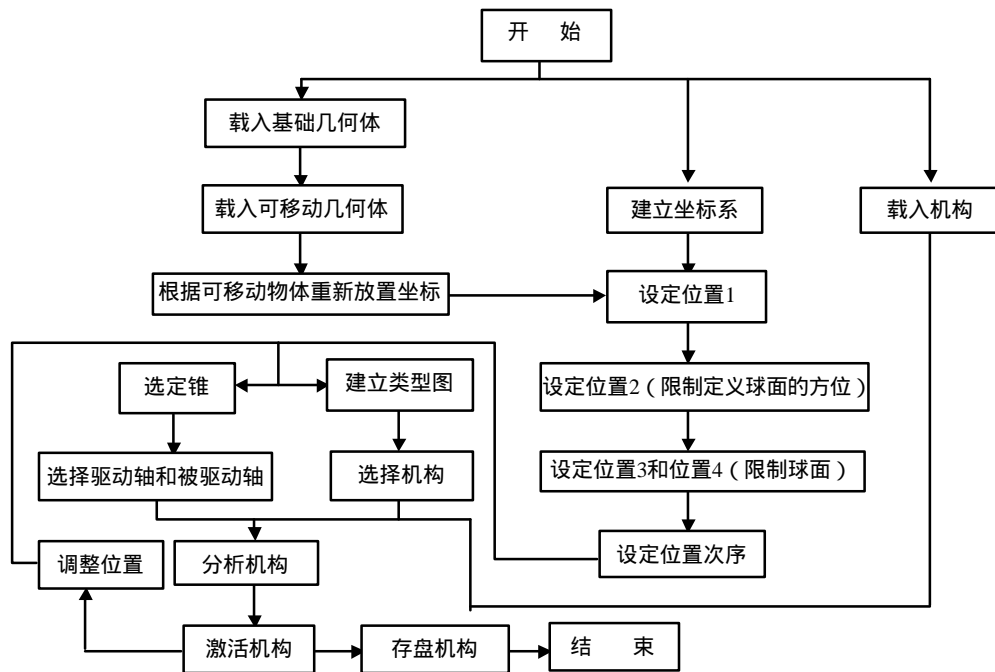 开 始
载入基础几何体
载入可移动几何体
建立坐标系
载入机构
根据可移动物体重新放置坐标
设定位置1
选定锥
建立类型图
设定位置2（限制定义球面的方位）
选择驱动轴和被驱动轴
选择机构
设定位置3和位置4（限制球面）
调整位置
分析机构
设定位置次序
激活机构
存盘机构
结 束